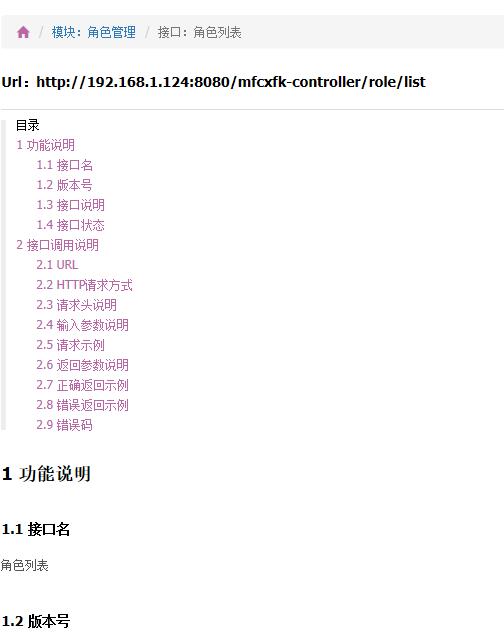 / 模块：角色管理 / 接口：角色列表
Url：http://192.168.1.124:8080/mfcxfk-controller/role/list
目录
1 功能说明
1.1 接口名
1.2 版本号
1.3 接口说明
1.4 接口状态
2 接口调用说明
2.1 URL
2.2 HTTP请求方式
2.3 请求头说明
2.4 输入参数说明
2.5 请求示例
2.6 返回参数说明
2.7 正确返回示例
2.8 错误返回示例
2.9 错误码
1 功能说明
1.1 接口名
角色列表
1.2 版本号